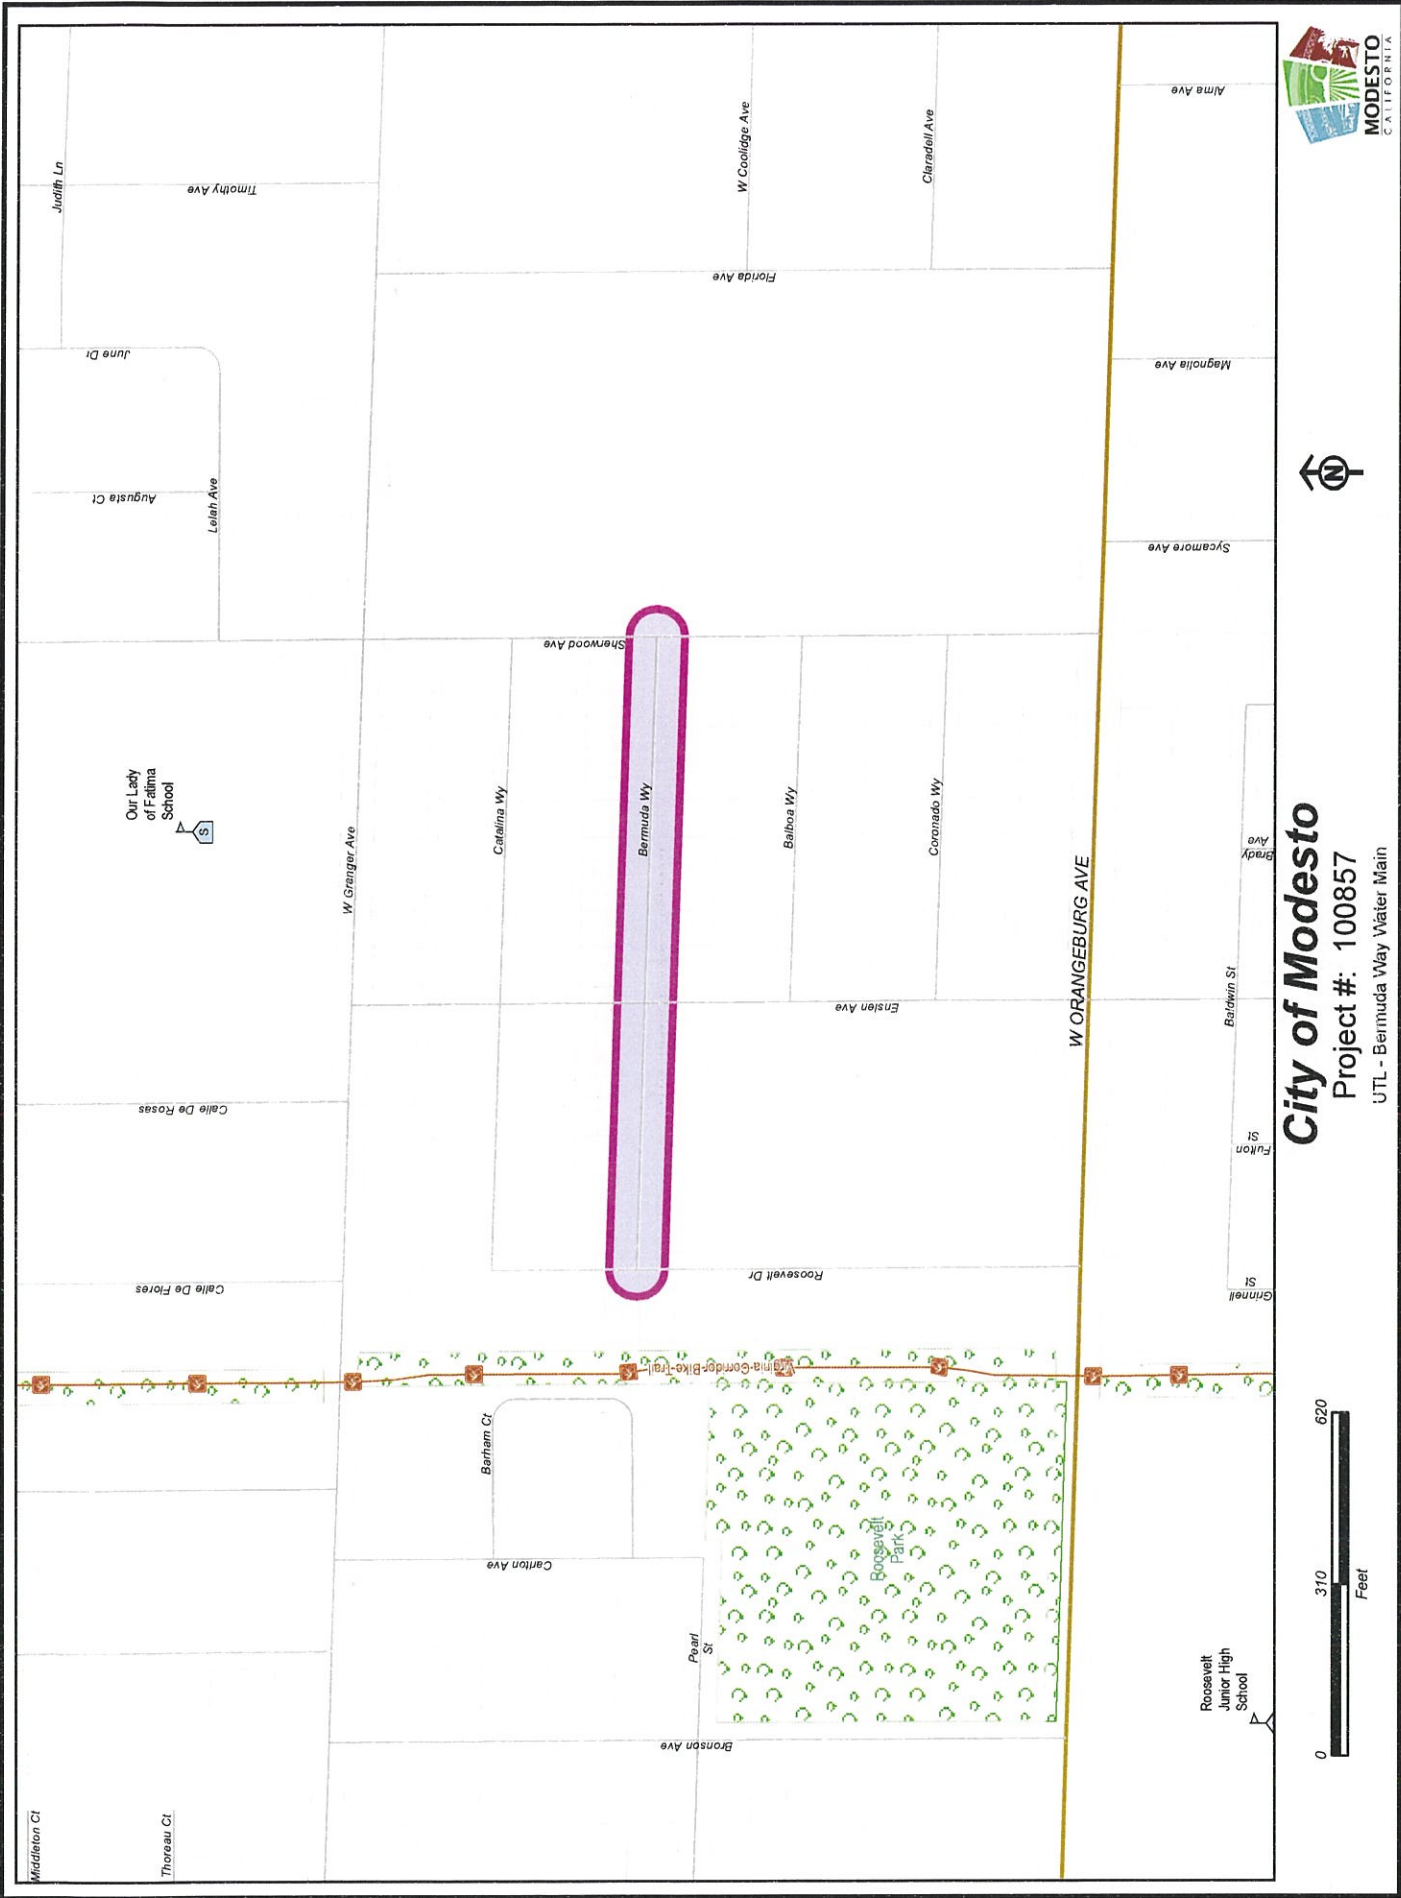 Middleton Ct
Thoreau Ct
Judith Ln
Timothy Ave
June Dr
Augusta Ct
Lelah Ave
Our Lady
of Fatima
School
S
Calle De Rosas
Calle De Flores
W Granger Ave
Catalina Wy
Sherwood Ave
Bermuda Wy
Florida Ave
W Coolidge Ave
Claradell Ave
Balboa Wy
Coronado Wy
Enslen Ave
Roosevelt Dr
Virginia-Corridor-Bike-Trail
Barham Ct
Carlton Ave
Pearl
St
Bronson Ave
Roosevelt
Park
W ORANGEBURG AVE
Alma Ave
Magnolia Ave
Sycamore Ave
Brady
Ave
Baldwin St
Fulton
St
Grinnell
St
Roosevelt
Junior High
School
0 310 620
Feet
City of Modesto
Project #: 100857
UTL - Bermuda Way Water Main
N
MODESTO
CALIFORNIA